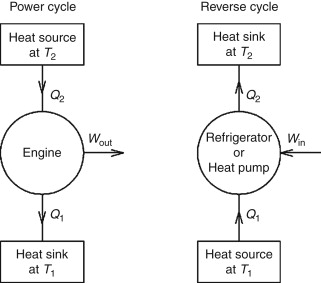 Power cycle
Heat source
at T2
Q2
Engine
Wout
Q1
Heat sink
at T1
Reverse cycle
Heat sink
at T2
Q2
Refrigerator
or
Heat pump
Win
Q1
Heat source
at T1